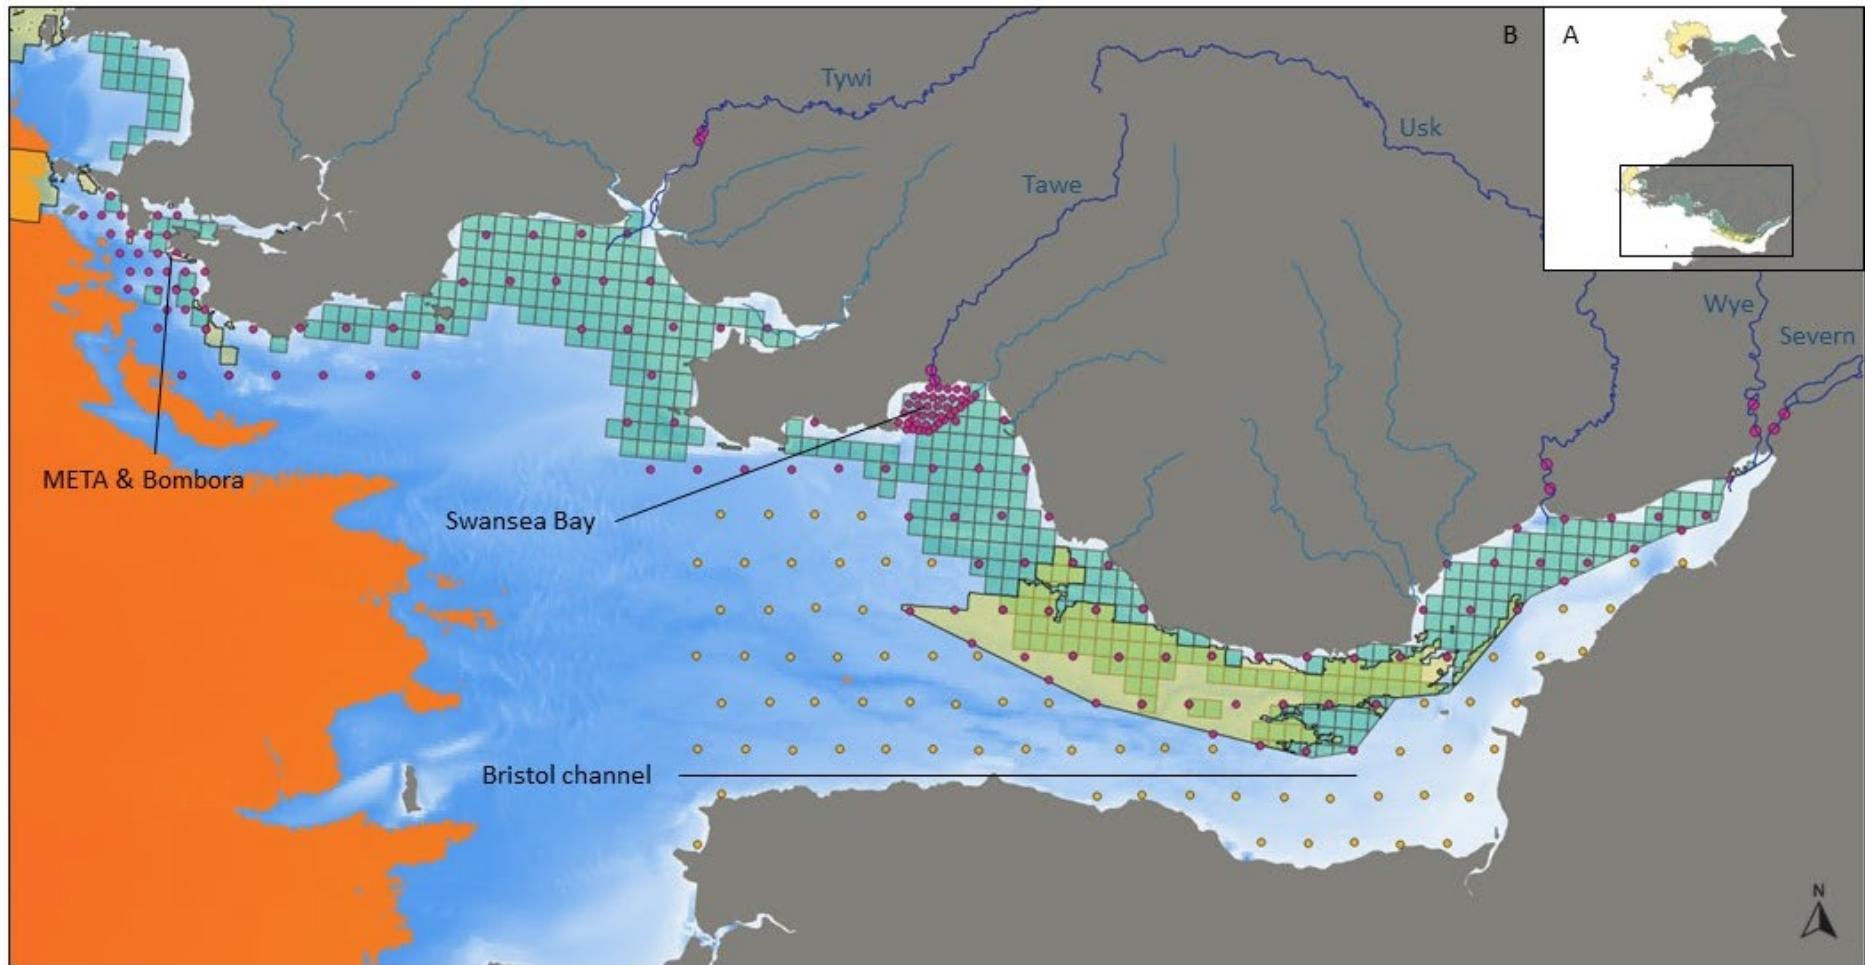 B
A
Tywi
Usk
Tawe
Wye
Severn
META & Bombora
Swansea Bay
Bristol channel
N